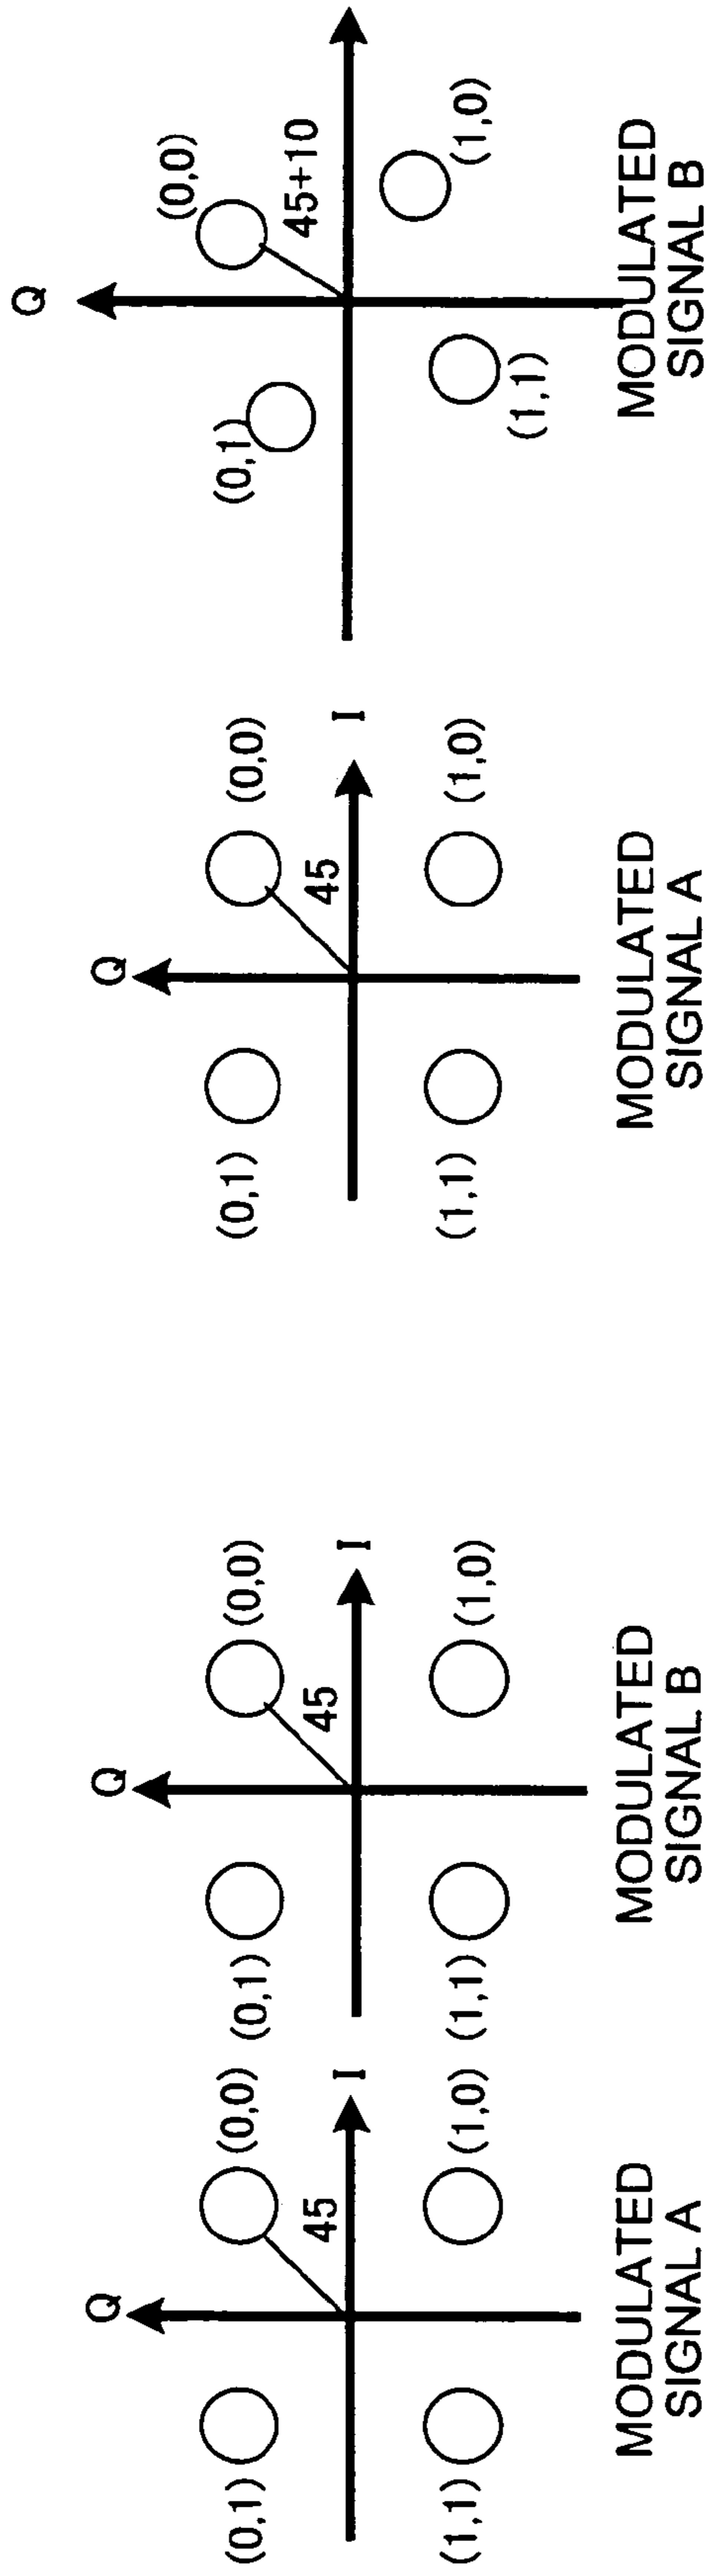 Q
(0,1)
(0,0)
45
I
(1,1)
(1,0)
MODULATED
SIGNAL A
Q
(0,1)
(0,0)
45
I
(1,1)
(1,0)
MODULATED
SIGNAL B
Q
(0,1)
(0,0)
45
I
(1,1)
(1,0)
MODULATED
SIGNAL A
Q
(0,0)
(0,1)
45+10
(1,0)
(1,1)
MODULATED
SIGNAL B